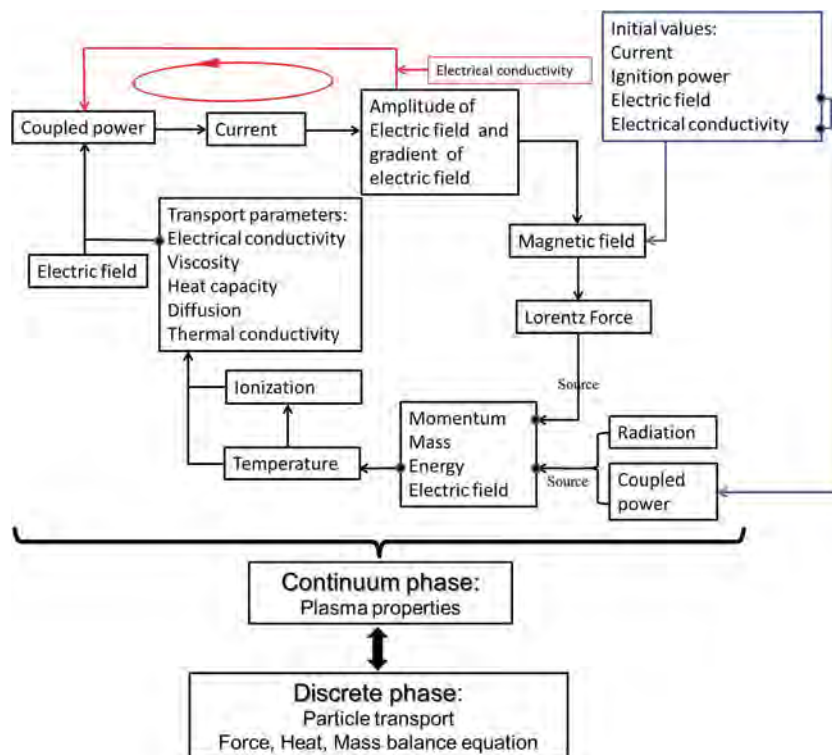 Initial values:
Current
Ignition power
Electric field
Electrical conductivity
Electrical conductivity
Coupled power
Current
Amplitude of
Electric field and
gradient of
electric field
Transport parameters:
Electrical conductivity
Viscosity
Heat capacity
Diffusion
Thermal conductivity
Electric field
Magnetic field
Lorentz Force
Source
Ionization
Temperature
Momentum
Mass
Energy
Electric field
Source
Radiation
Coupled
power
Continuum phase:
Plasma properties
Discrete phase:
Particle transport
Force, Heat, Mass balance equation